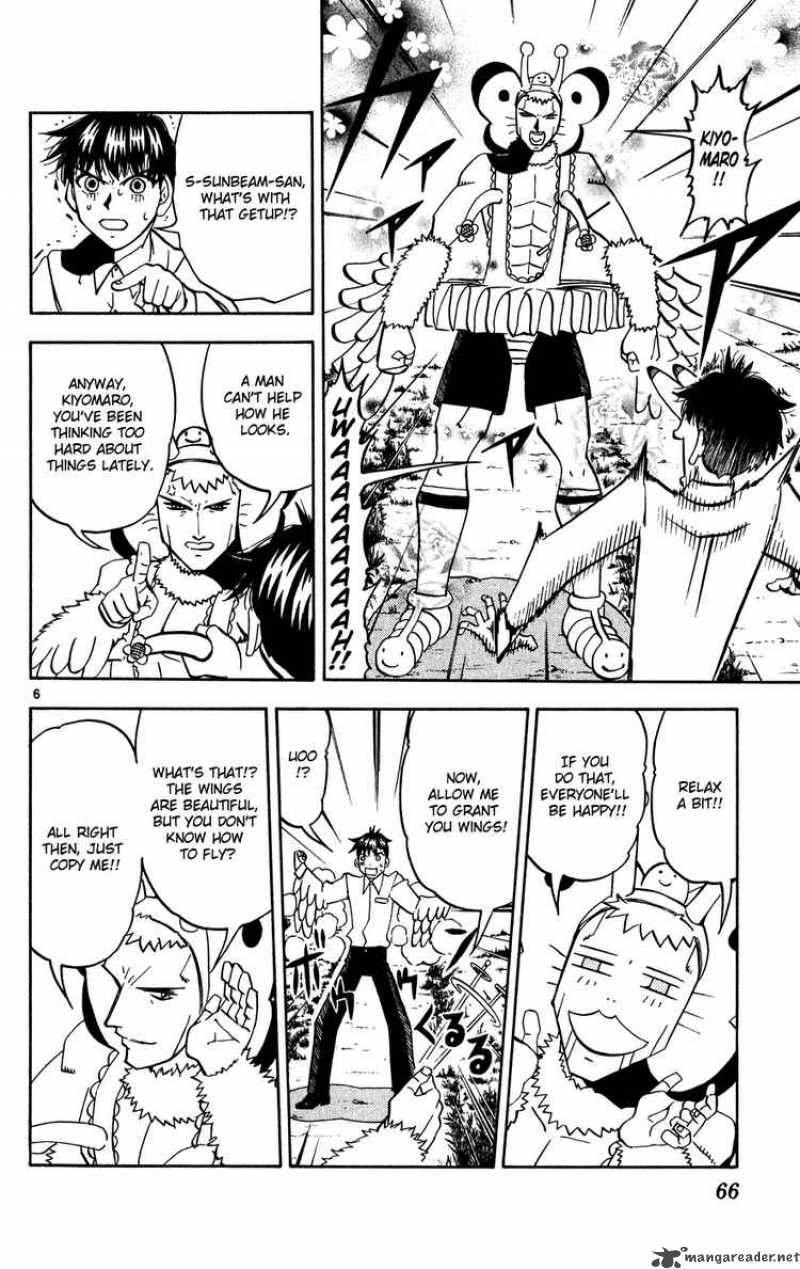 KIYO-
MARO
!!
UWAAAAAAAAAAH!!
S-SUNBEAM-SAN,
WHAT'S WITH
THAT GETUP!?
A MAN
CAN'T HELP
HOW HE
LOOKS.
ANYWAY,
KIYOMARO,
YOU'VE BEEN
THINKING TOO
HARD ABOUT
THINGS LATELY.
6
RELAX
A BIT!!
IF YOU
DO THAT,
EVERYONE'LL
BE HAPPY!!
NOW,
ALLOW ME
TO GRANT
YOU WINGS!
UOO
!?
くるる
WHAT'S THAT!?
THE WINGS
ARE BEAUTIFUL,
BUT YOU DON'T
KNOW HOW
TO FLY?
ALL RIGHT
THEN, JUST
COPY ME!!
66
mangareader.net